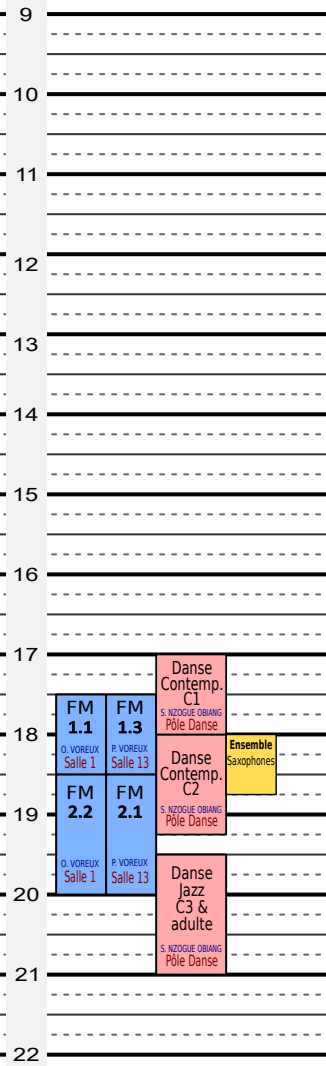 9
10
11
12
13
14
15
16
17
18
19
20
21
22
FM
1.1
O. VOREUX
Salle 1
FM
1.3
P. VOREUX
Salle 13
Danse
Contemp.
C1
S. NZOGUE OBIANG
Pôle Danse
Danse
Contemp.
C2
S. NZOGUE OBIANG
Pôle Danse
Ensemble
Saxophones
FM
2.2
O. VOREUX
Salle 1
FM
2.1
P. VOREUX
Salle 13
Danse
Jazz
C3 &
adulte
S. NZOGUE OBIANG
Pôle Danse